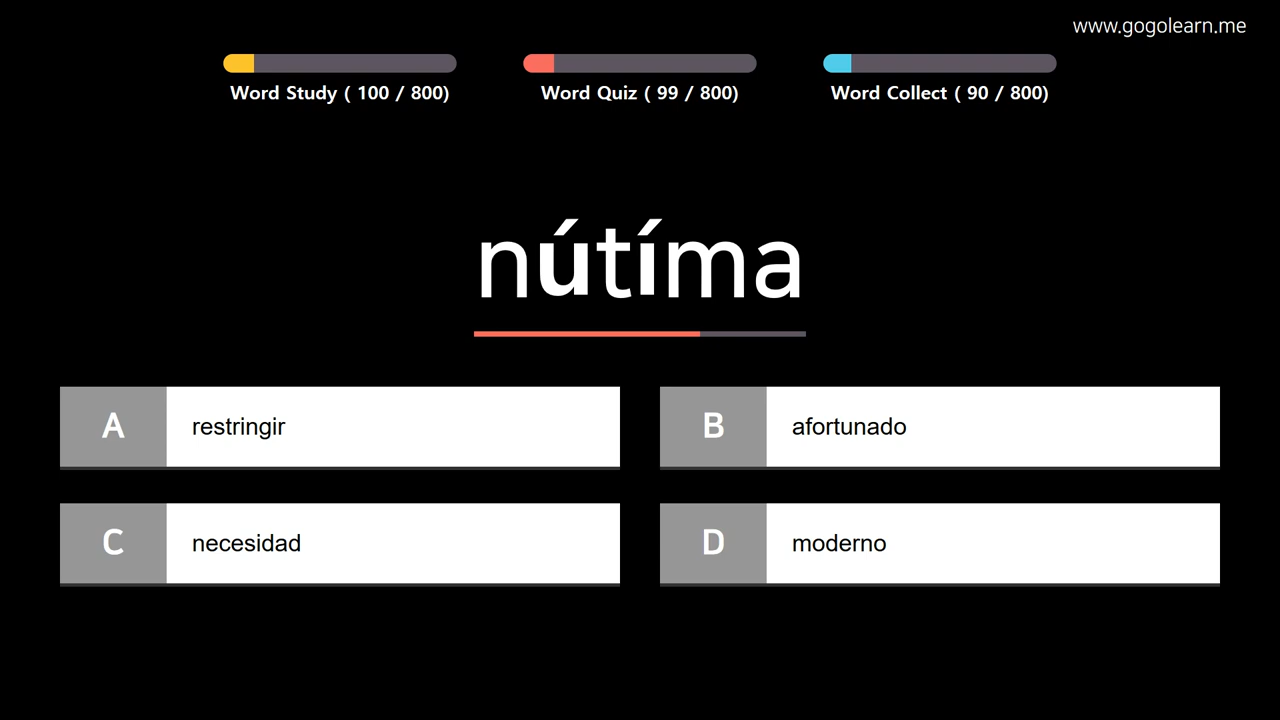 www.gogolearn.me
Word Study ( 100 / 800)
Word Quiz ( 99 / 800)
Word Collect ( 90 / 800)
nútíma
A restringir
B afortunado
C necesidad
D moderno